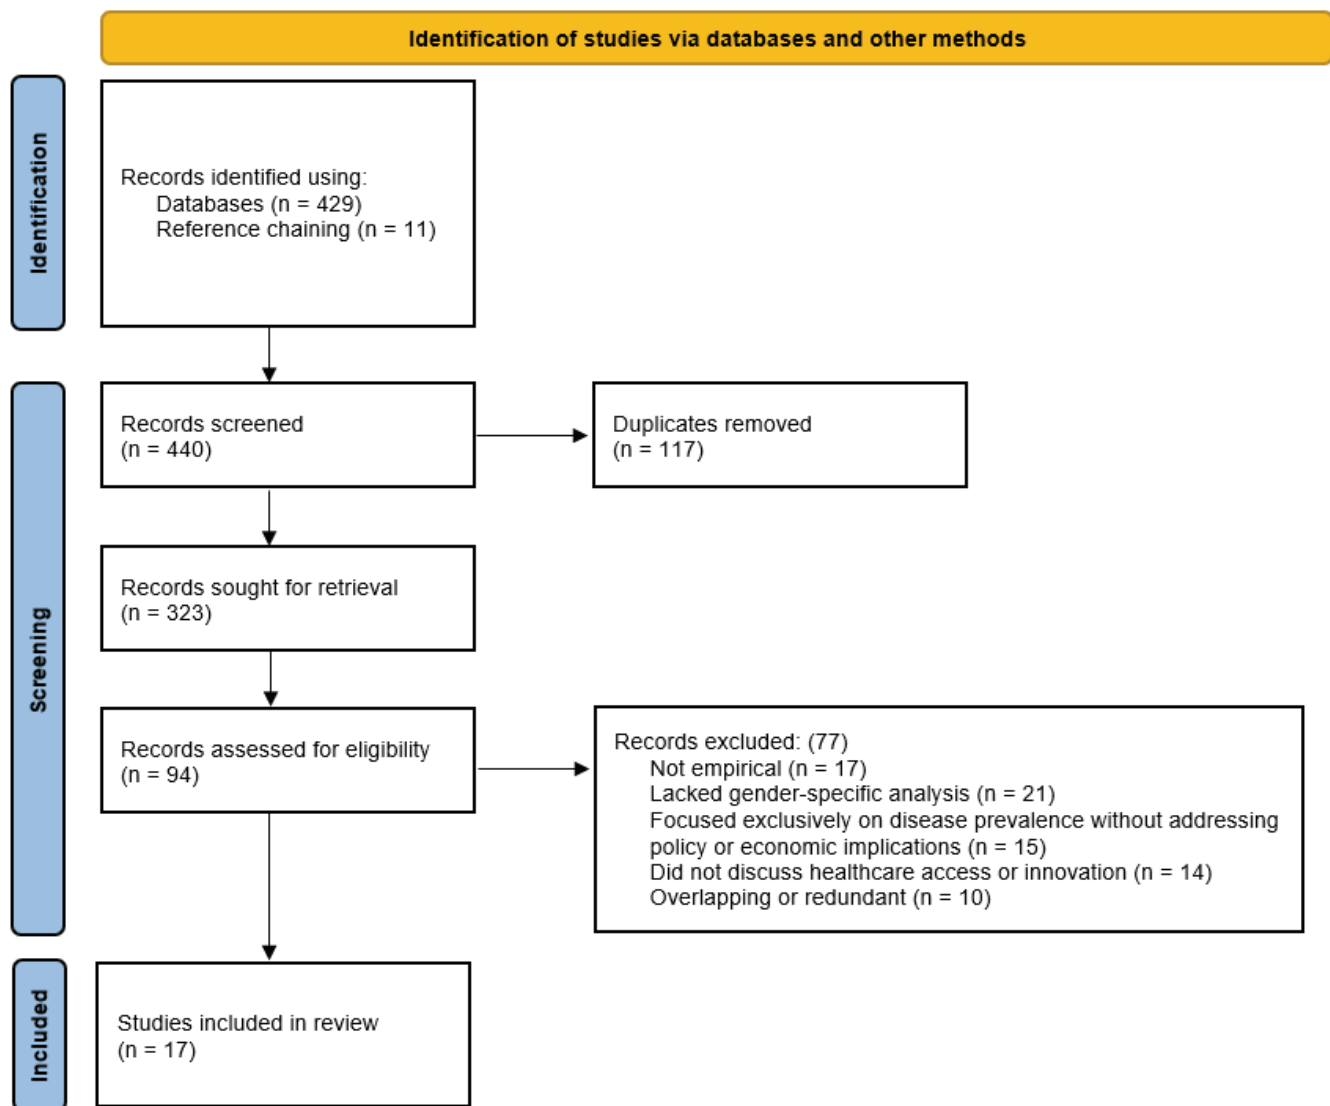 Identification of studies via databases and other methods
Identification
Records identified using:
Databases (n = 429)
Reference chaining (n = 11)
Screening
Records screened
(n = 440)
Duplicates removed
(n = 117)
Records sought for retrieval
(n = 323)
Records assessed for eligibility
(n = 94)
Records excluded: (77)
Not empirical (n = 17)
Lacked gender-specific analysis (n = 21)
Focused exclusively on disease prevalence without addressing
policy or economic implications (n = 15)
Did not discuss healthcare access or innovation (n = 14)
Overlapping or redundant (n = 10)
Included
Studies included in review
(n = 17)